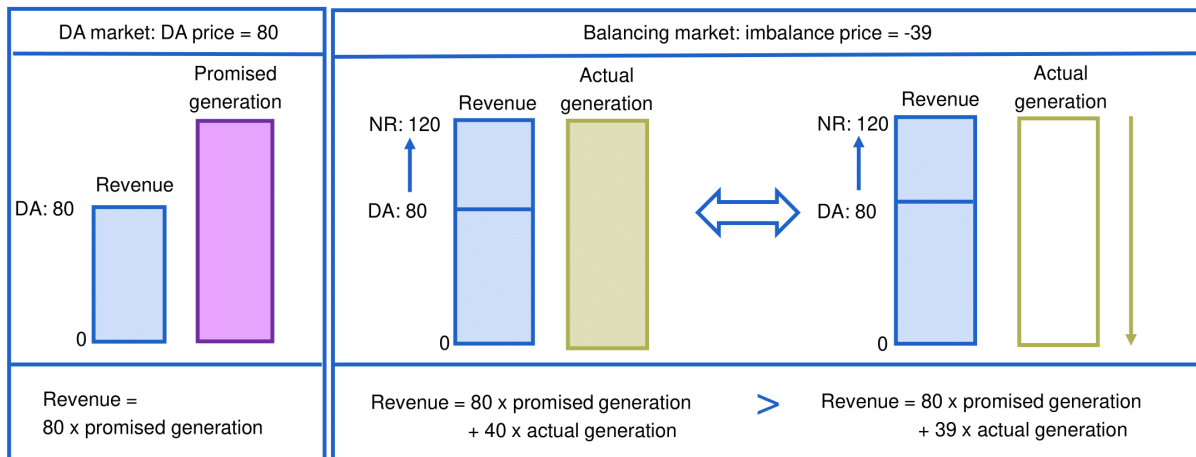 DA market: DA price = 80
Promised
generation
Revenue
DA: 80
0
Revenue =
80 x promised generation
Balancing market: imbalance price = -39
Actual
generation
Revenue
NR: 120
DA: 80
0
Revenue = 80 x promised generation
+ 40 x actual generation
>
Actual
generation
Revenue
NR: 120
DA: 80
0
Revenue = 80 x promised generation
+ 39 x actual generation